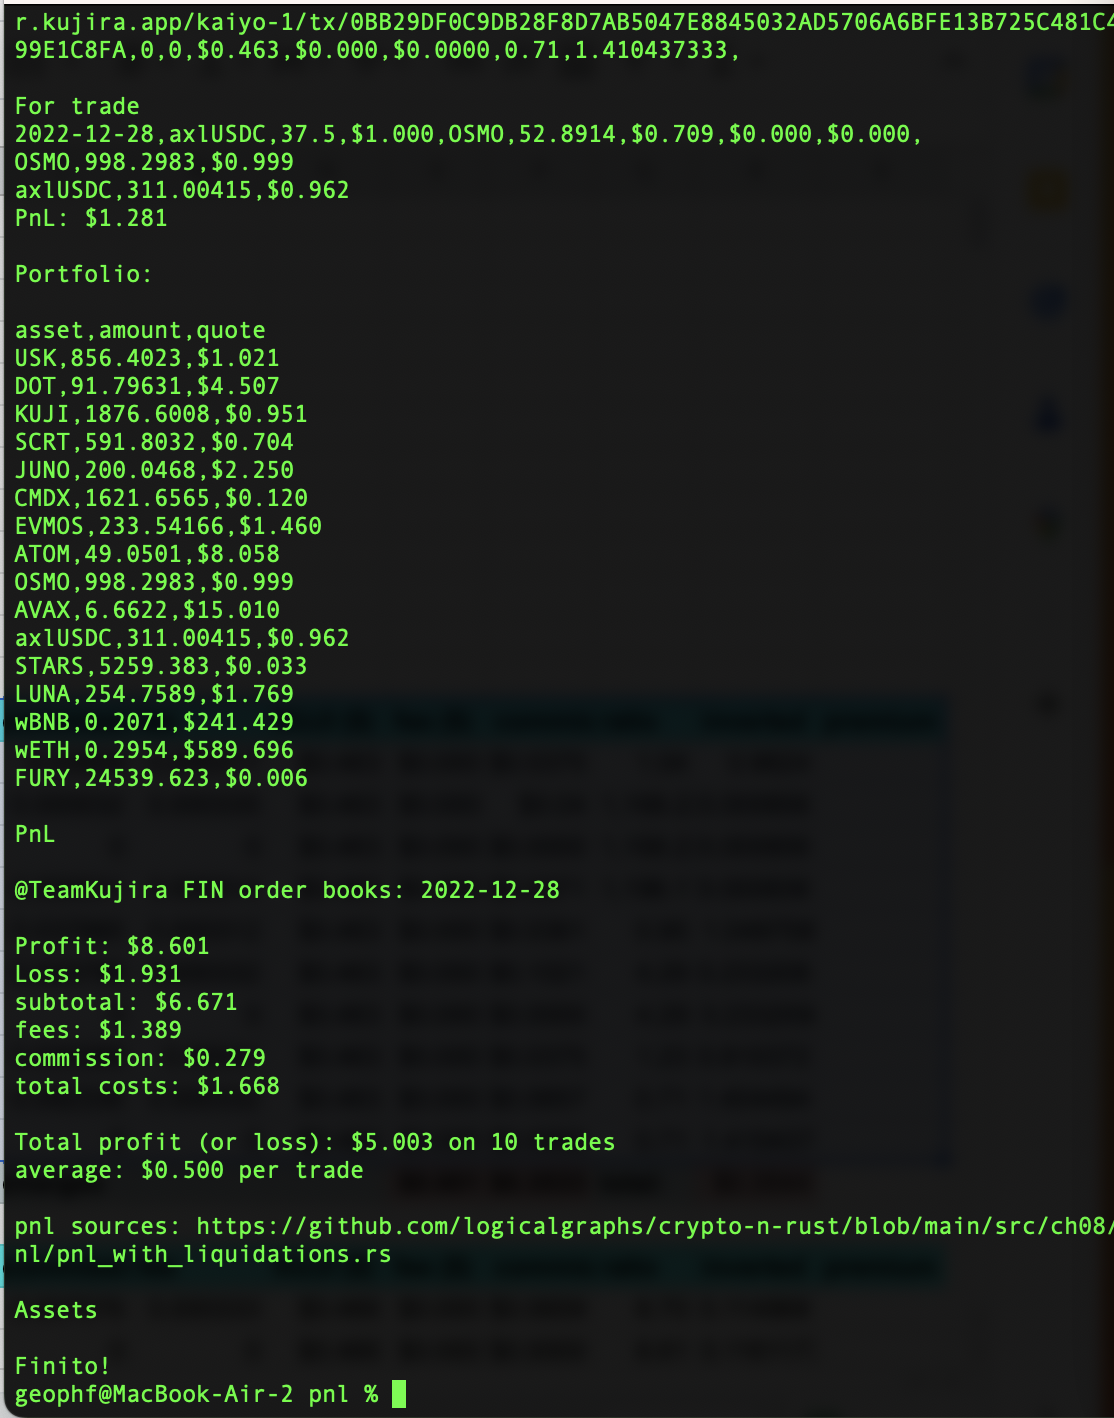 r.kujira.app/kaiyo-1/tx/0BB29DF0C9DB28F8D7AB5047E8845032AD5706A6BFE13B725C481C4
99E1C8FA,0,0,$0.463,$0.000,$0.0000,0.71,1.410437333,
For trade
2022-12-28,axlUSDC,37.5,$1.000,OSMO,52.8914,$0.709,$0.000,$0.000,
OSMO,998.2983,$0.999
axlUSDC,311.00415,$0.962
PnL: $1.281
Portfolio:
asset,amount,quote
USK,856.4023,$1.021
DOT,91.79631,$4.507
KUJI,1876.6008,$0.951
SCRT,591.8032,$0.704
JUNO,200.0468,$2.250
CMDX,1621.6565,$0.120
EVMOS,233.54166,$1.460
ATOM,49.0501,$8.058
OSMO,998.2983,$0.999
AVAX,6.6622,$15.010
axlUSDC,311.00415,$0.962
STARS,5259.383,$0.033
LUNA,254.7589,$1.769
wBNB,0.2071,$241.429
wETH,0.2954,$589.696
FURY,24539.623,$0.006
PnL
@TeamKujira FIN order books: 2022-12-28
Profit: $8.601
Loss: $1.931
subtotal: $6.671
fees: $1.389
commission: $0.279
total costs: $1.668
Total profit (or loss): $5.003 on 10 trades
average: $0.500 per trade
pnl sources: https://github.com/logicalgraphs/crypto-n-rust/blob/main/src/ch08/
nl/pnl_with_liquidations.rs
Assets
Finito!
geophf@MacBook-Air-2 pnl %